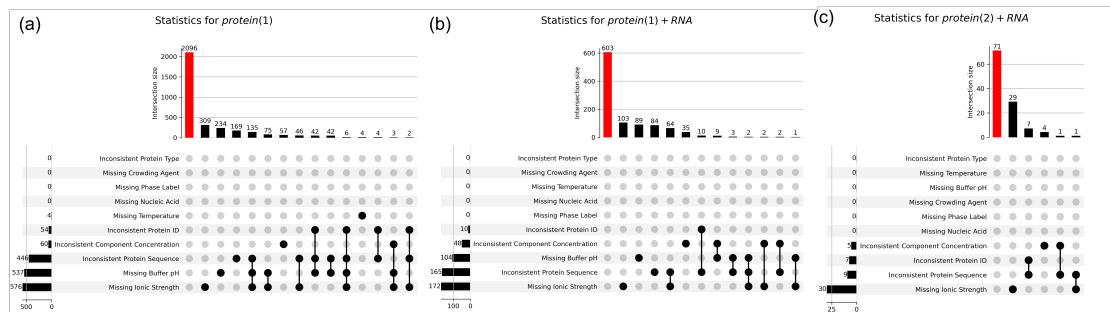 (a)
Statistics for protein(1)
2096
2000
1500
1000
500
0
Intersection size
309 234 169 135 75 57 46 42 42 6 4 4 3 2
0 Inconsistent Protein Type
0 Missing Crowding Agent
0 Missing Phase Label
0 Missing Nucleic Acid
4 Missing Temperature
54 Inconsistent Protein ID
60 Inconsistent Component Concentration
446 Inconsistent Protein Sequence
537 Missing Buffer pH
576 Missing Ionic Strength
500 0
(b)
Statistics for protein(1) + RNA
603
600
400
200
0
Intersection size
103 89 84 64 35 10 9 3 2 2 2 1
0 Inconsistent Protein Type
0 Missing Crowding Agent
0 Missing Temperature
0 Missing Nucleic Acid
0 Missing Phase Label
10 Inconsistent Protein ID
48 Inconsistent Component Concentration
104 Missing Buffer pH
165 Inconsistent Protein Sequence
172 Missing Ionic Strength
100 0
(c)
Statistics for protein(2) + RNA
71
60
40
20
0
Intersection size
29 7 4 1 1
0 Inconsistent Protein Type
0 Missing Temperature
0 Missing Buffer pH
0 Missing Crowding Agent
0 Missing Phase Label
0 Missing Nucleic Acid
5 Inconsistent Component Concentration
7 Inconsistent Protein ID
9 Inconsistent Protein Sequence
30 Missing Ionic Strength
25 0